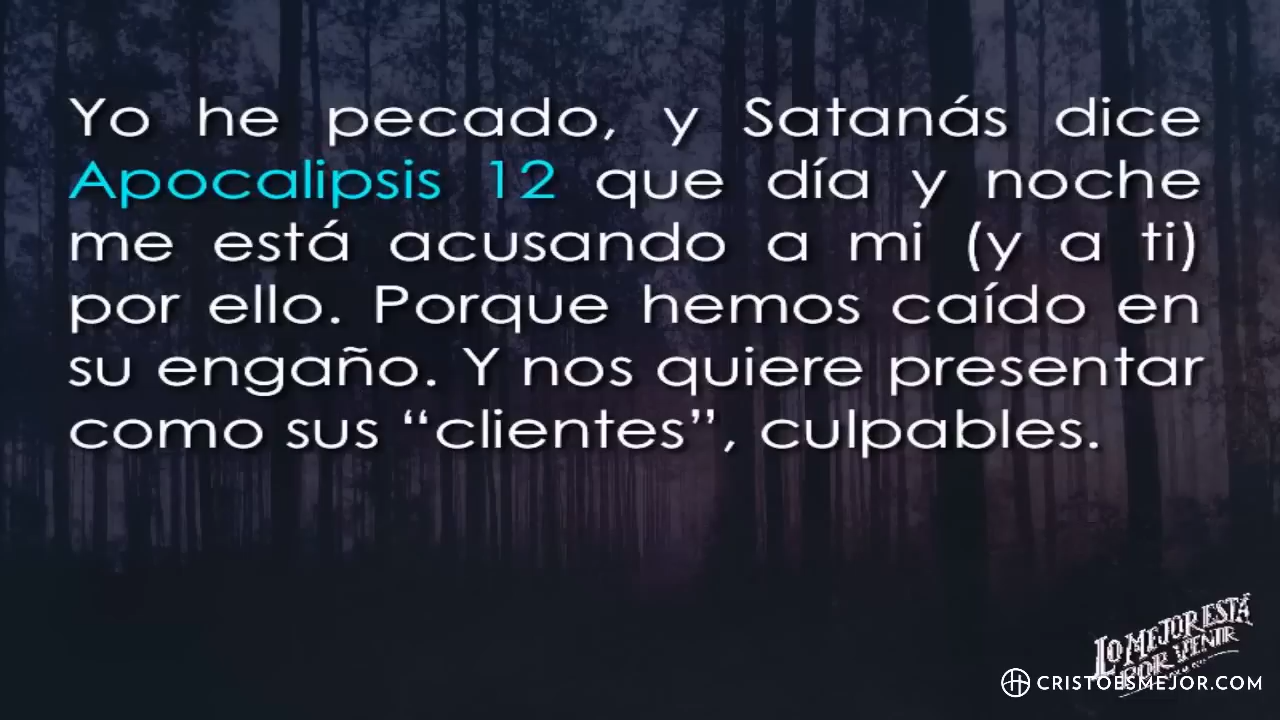 Yo he pecado, y Satanás dice
Apocalipsis 12 que día y noche
me está acusando a mi (y a ti)
por ello. Porque hemos caído en
su engaño. Y nos quiere presentar
como sus “clientes”, culpables.
LO MEJOR ESTÁ
POR VENIR
CRISTOESMEJOR.COM